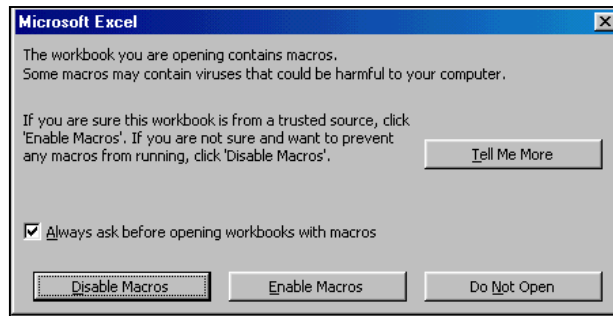 Microsoft Excel
The workbook you are opening contains macros.
Some macros may contain viruses that could be harmful to your computer.
If you are sure this workbook is from a trusted source, click
'Enable Macros'. If you are not sure and want to prevent
any macros from running, click 'Disable Macros'.
Tell Me More
Always ask before opening workbooks with macros
Disable Macros
Enable Macros
Do Not Open